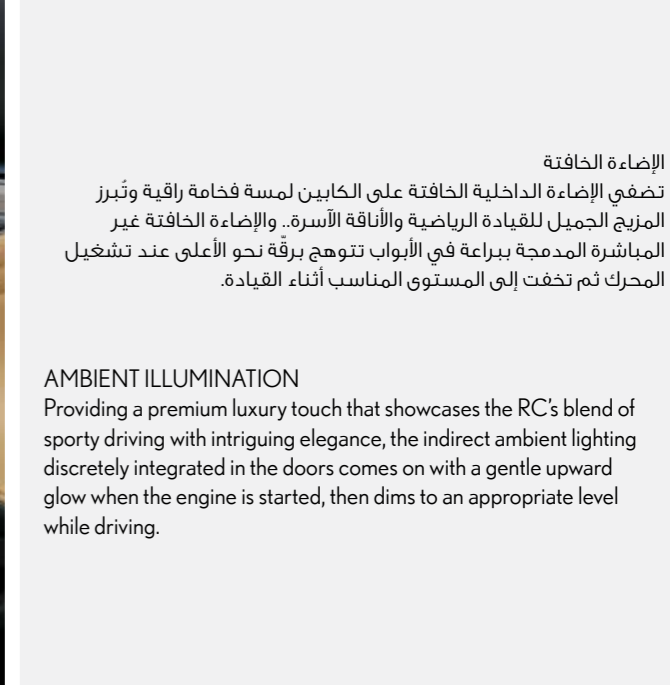 الإضاءة الخافتة
تضفي الإضاءة الداخلية الخافتة على الكابين لمسة فخامة راقية وتُبرز
المزيج الجميل للقيادة الرياضية والأناقة الآسرة.. والإضاءة الخافتة غير
المباشرة المدمجة ببراعة في الأبواب تتوهج برقّة نحو الأعلى عند تشغيل
المحرك ثم تخفت إلى المستوى المناسب أثناء القيادة.
AMBIENT ILLUMINATION
Providing a premium luxury touch that showcases the RC's blend of
sporty driving with intriguing elegance, the indirect ambient lighting
discretely integrated in the doors comes on with a gentle upward
glow when the engine is started, then dims to an appropriate level
while driving.